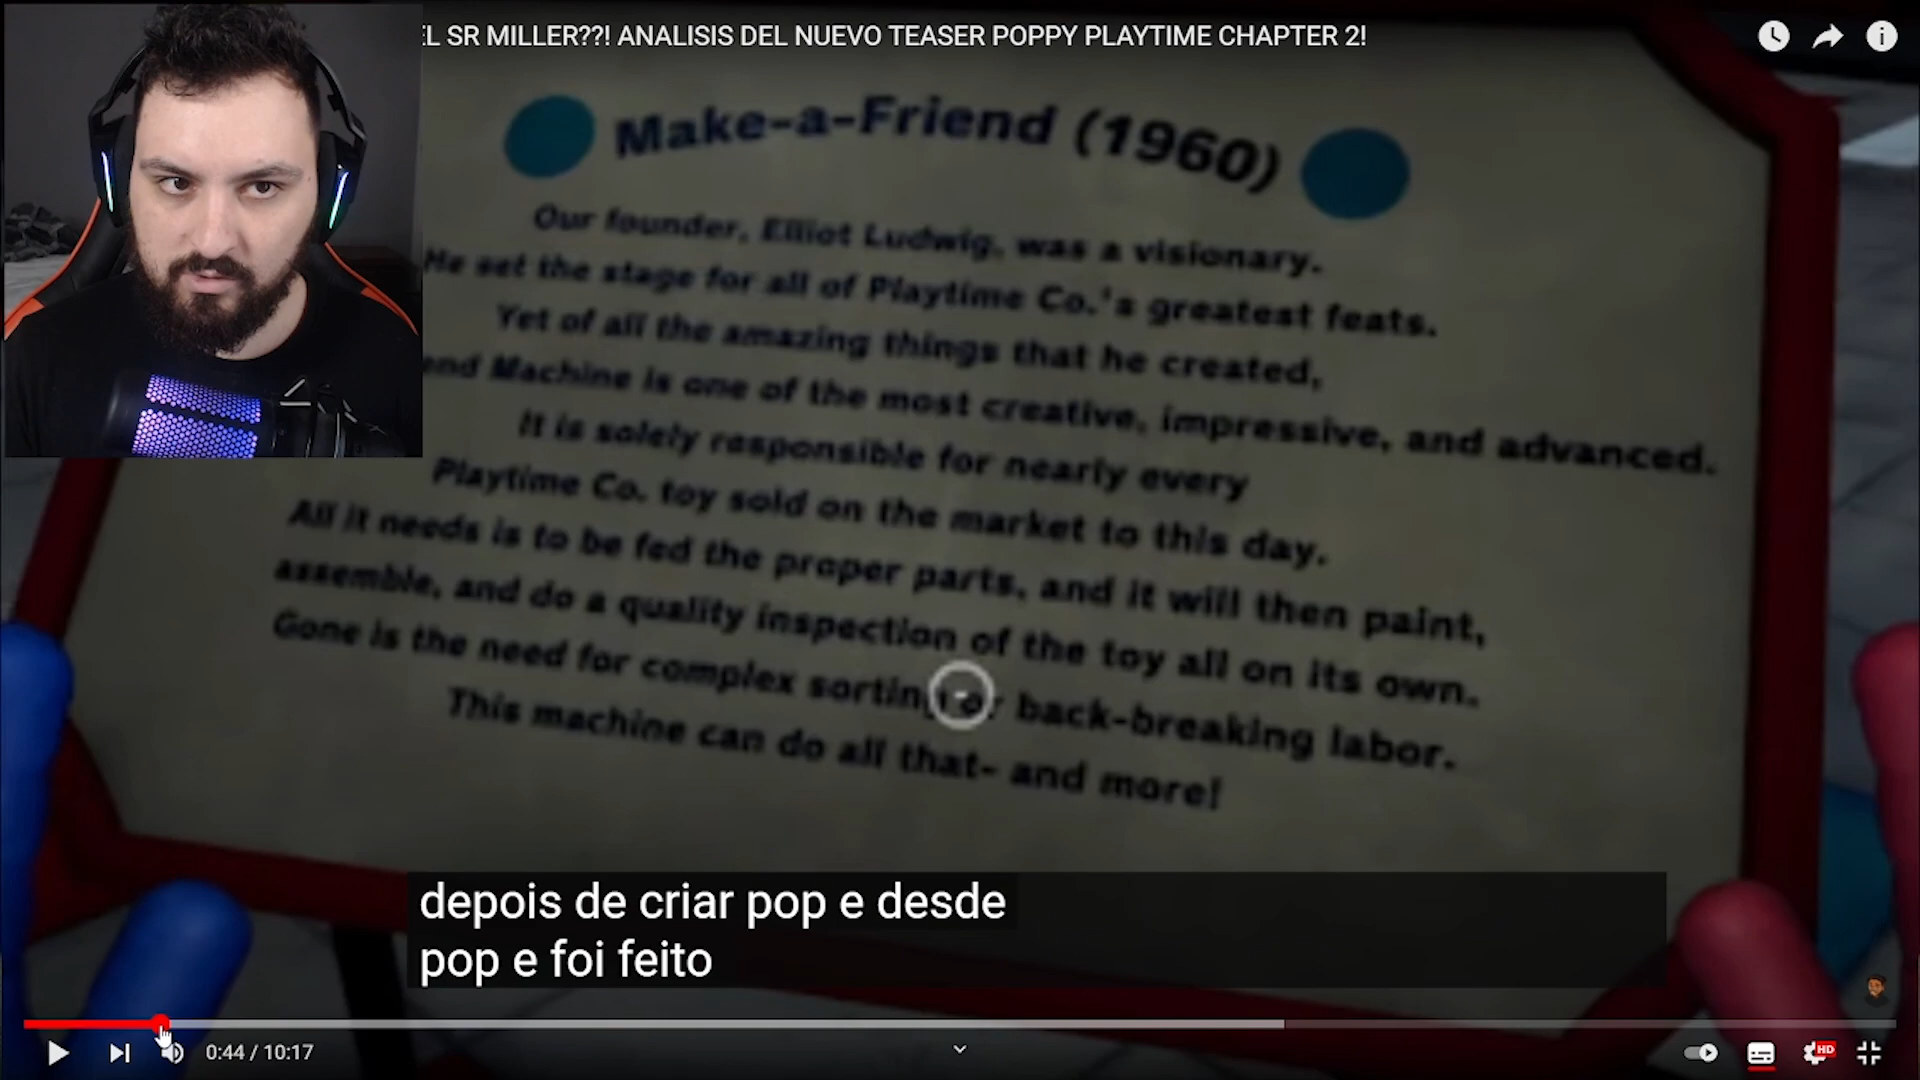 EL SR MILLER??! ANALISIS DEL NUEVO TEASER POPPY PLAYTIME CHAPTER 2!
Make-a-Friend (1960)
Our founder, Elliot Ludwig, was a visionary.
He set the stage for all of Playtime Co.'s greatest feats.
Yet of all the amazing things that he created,
end Machine is one of the most creative, impressive, and advanced.
It is solely responsible for nearly every
Playtime Co. toy sold on the market to this day.
All it needs is to be fed the proper parts, and it will then paint,
assemble, and do a quality inspection of the toy all on its own.
Gone is the need for complex sorting or back-breaking labor.
This machine can do all that- and more!
depois de criar pop e desde
pop e foi feito
0:44 / 10:17
HD